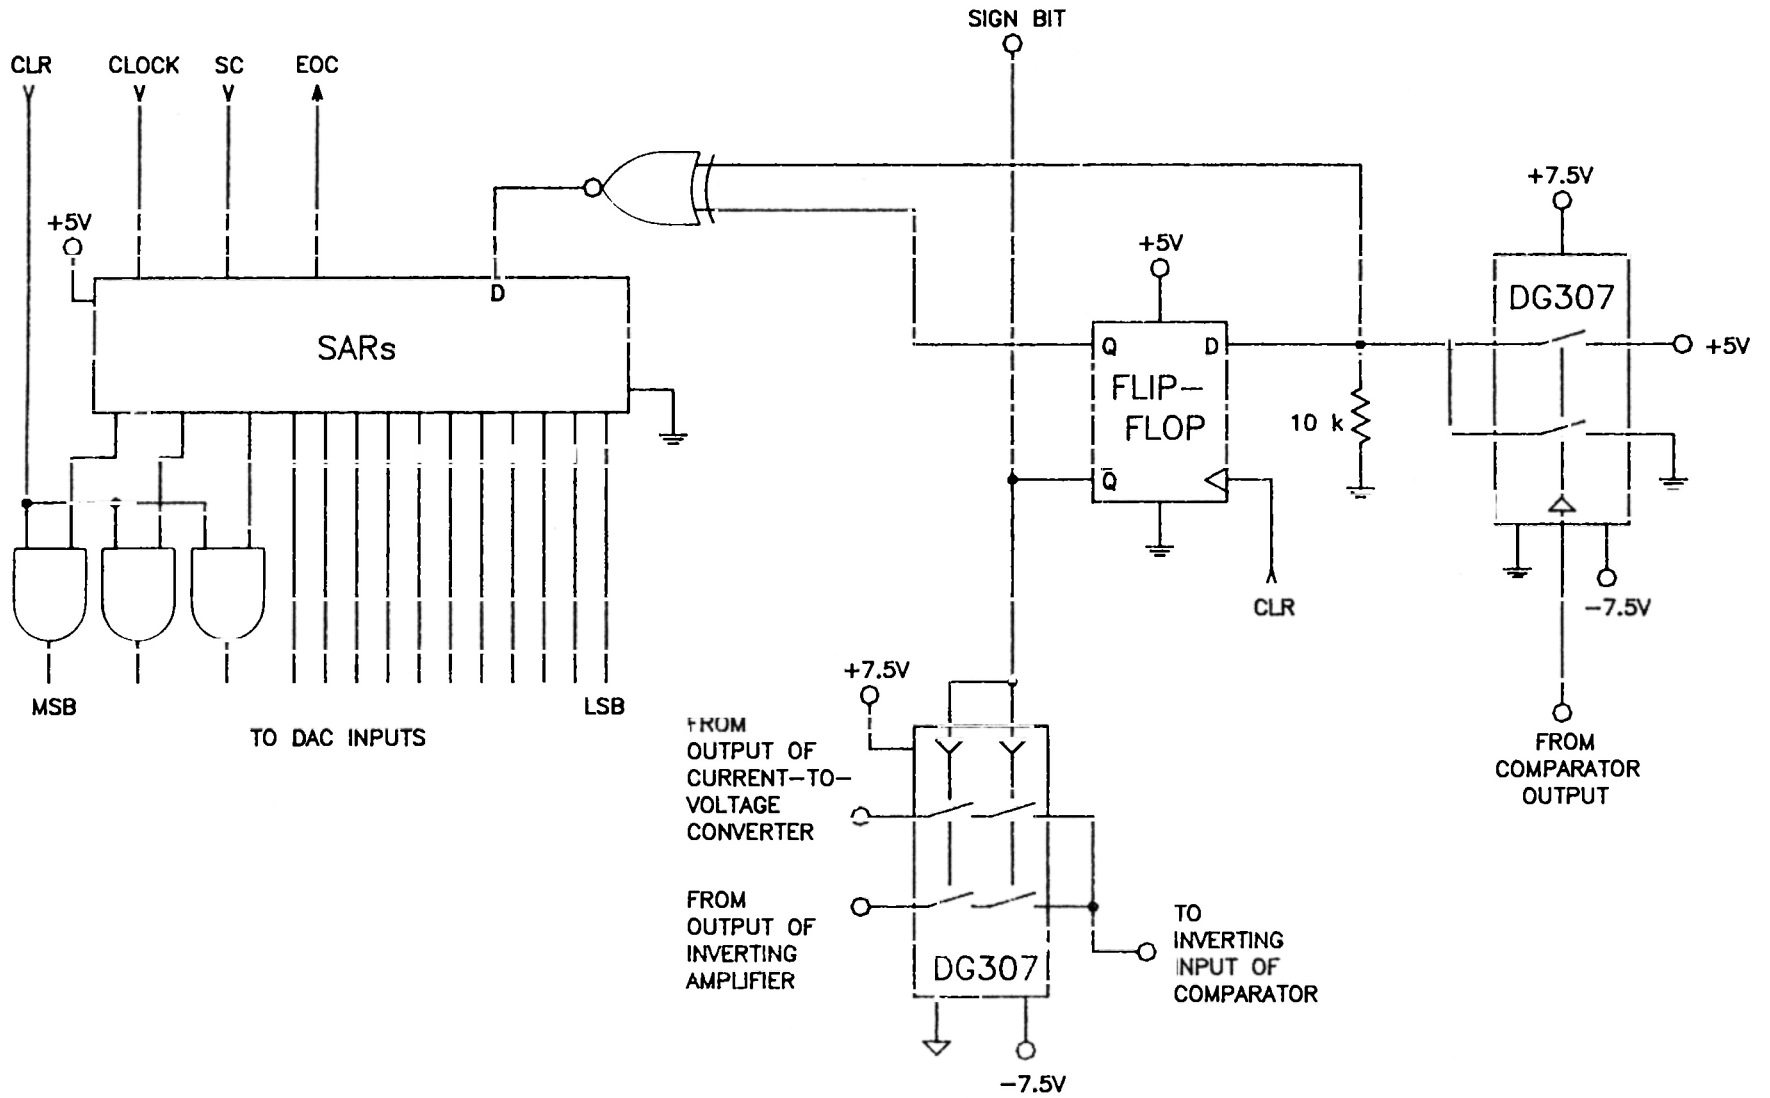 SIGN BIT
CLR
CLOCK
SC
EOC
+5V
D
SARs
MSB
LSB
TO DAC INPUTS
+5V
Q
D
FLIP-
FLOP
Q̅
10 k
CLR
+7.5V
DG307
+5V
-7.5V
FROM
COMPARATOR
OUTPUT
+7.5V
FROM
OUTPUT OF
CURRENT-TO-
VOLTAGE
CONVERTER
FROM
OUTPUT OF
INVERTING
AMPLIFIER
DG307
-7.5V
TO
INVERTING
INPUT OF
COMPARATOR